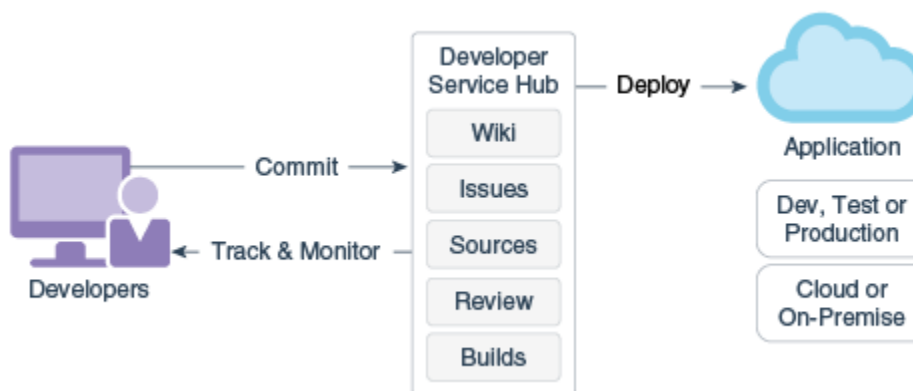 Developer
Service Hub
Deploy
Wiki
Application
Commit
Issues
Dev, Test or
Production
Track & Monitor
Sources
Developers
Cloud or
On-Premise
Review
Builds